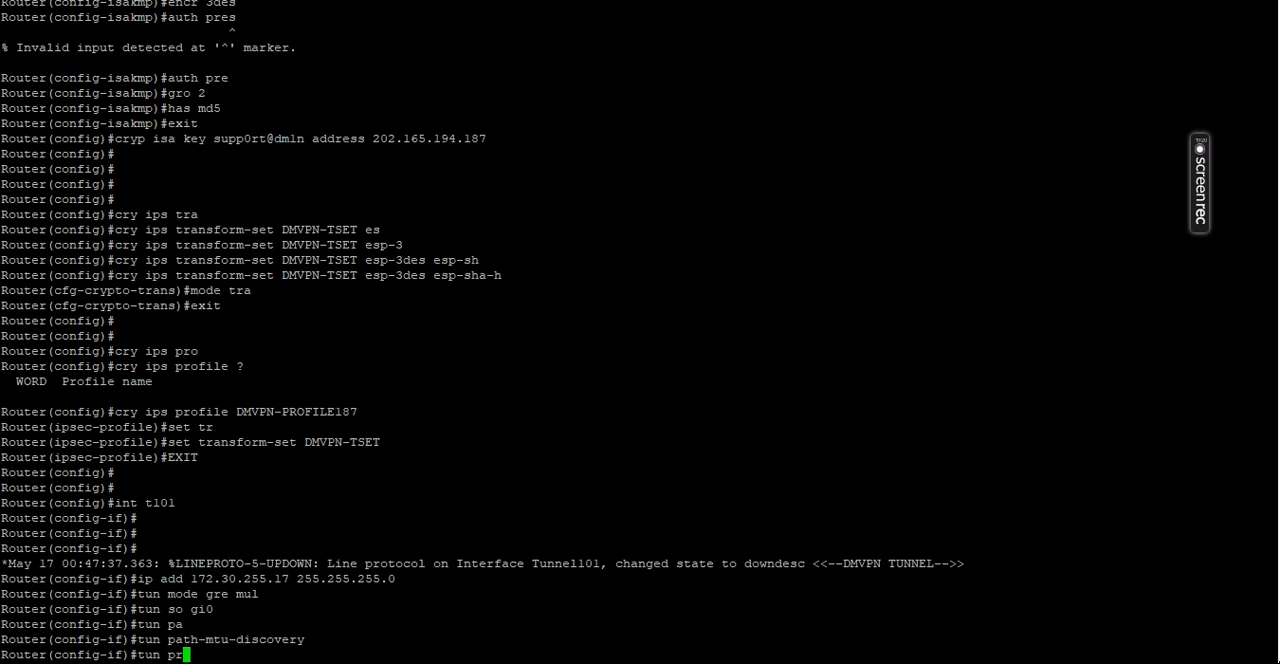 Router(config-isakmp)#encr 3des
Router(config-isakmp)#auth pres
^
% Invalid input detected at '^' marker.
Router(config-isakmp)#auth pre
Router(config-isakmp)#gro 2
Router(config-isakmp)#has md5
Router(config-isakmp)#exit
Router(config)#cryp isa key supp0rt@dm1n address 202.165.194.187
Router(config)#
Router(config)#
Router(config)#
Router(config)#
Router(config)#cry ips tra
Router(config)#cry ips transform-set DMVPN-TSET es
Router(config)#cry ips transform-set DMVPN-TSET esp-3
Router(config)#cry ips transform-set DMVPN-TSET esp-3des esp-sh
Router(config)#cry ips transform-set DMVPN-TSET esp-3des esp-sha-h
Router(cfg-crypto-trans)#mode tra
Router(cfg-crypto-trans)#exit
Router(config)#
Router(config)#
Router(config)#cry ips pro
Router(config)#cry ips profile ?
WORD  Profile name
Router(config)#cry ips profile DMVPN-PROFILE187
Router(ipsec-profile)#set tr
Router(ipsec-profile)#set transform-set DMVPN-TSET
Router(ipsec-profile)#EXIT
Router(config)#
Router(config)#
Router(config)#int t101
Router(config-if)#
Router(config-if)#
Router(config-if)#
*May 17 00:47:37.363: %LINEPROTO-5-UPDOWN: Line protocol on Interface Tunnel101, changed state to downdesc <<--DMVPN TUNNEL-->>
Router(config-if)#ip add 172.30.255.17 255.255.255.0
Router(config-if)#tun mode gre mul
Router(config-if)#tun so gi0
Router(config-if)#tun pa
Router(config-if)#tun path-mtu-discovery
Router(config-if)#tun pr
screenrec